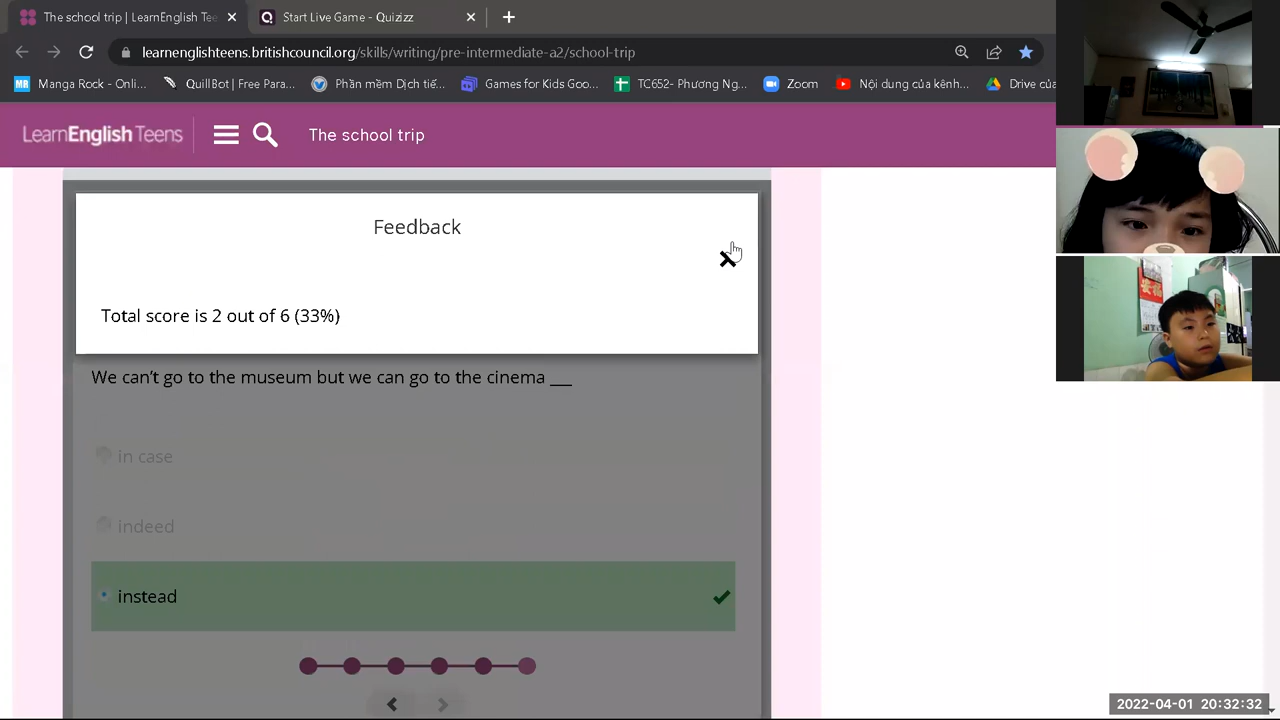 The school trip | LearnEnglish Tee
Start Live Game - Quizizz
learnenglishteens.britishcouncil.org/skills/writing/pre-intermediate-a2/school-trip
MR Manga Rock - Onli...
QuillBot | Free Para...
Phần mềm - Dịch tiế...
ges for s Goo...
TC652- Phương Ng...
Zoom
Nội dung của kênh...
Drive củ
LearnEnglish Teens
The school trip
Feedback
Total score is 2 out of 6 (33%)
We can't go to the museum but we can go to the cinema ___
in case
indeed
instead
2022-04-01 20:32:32